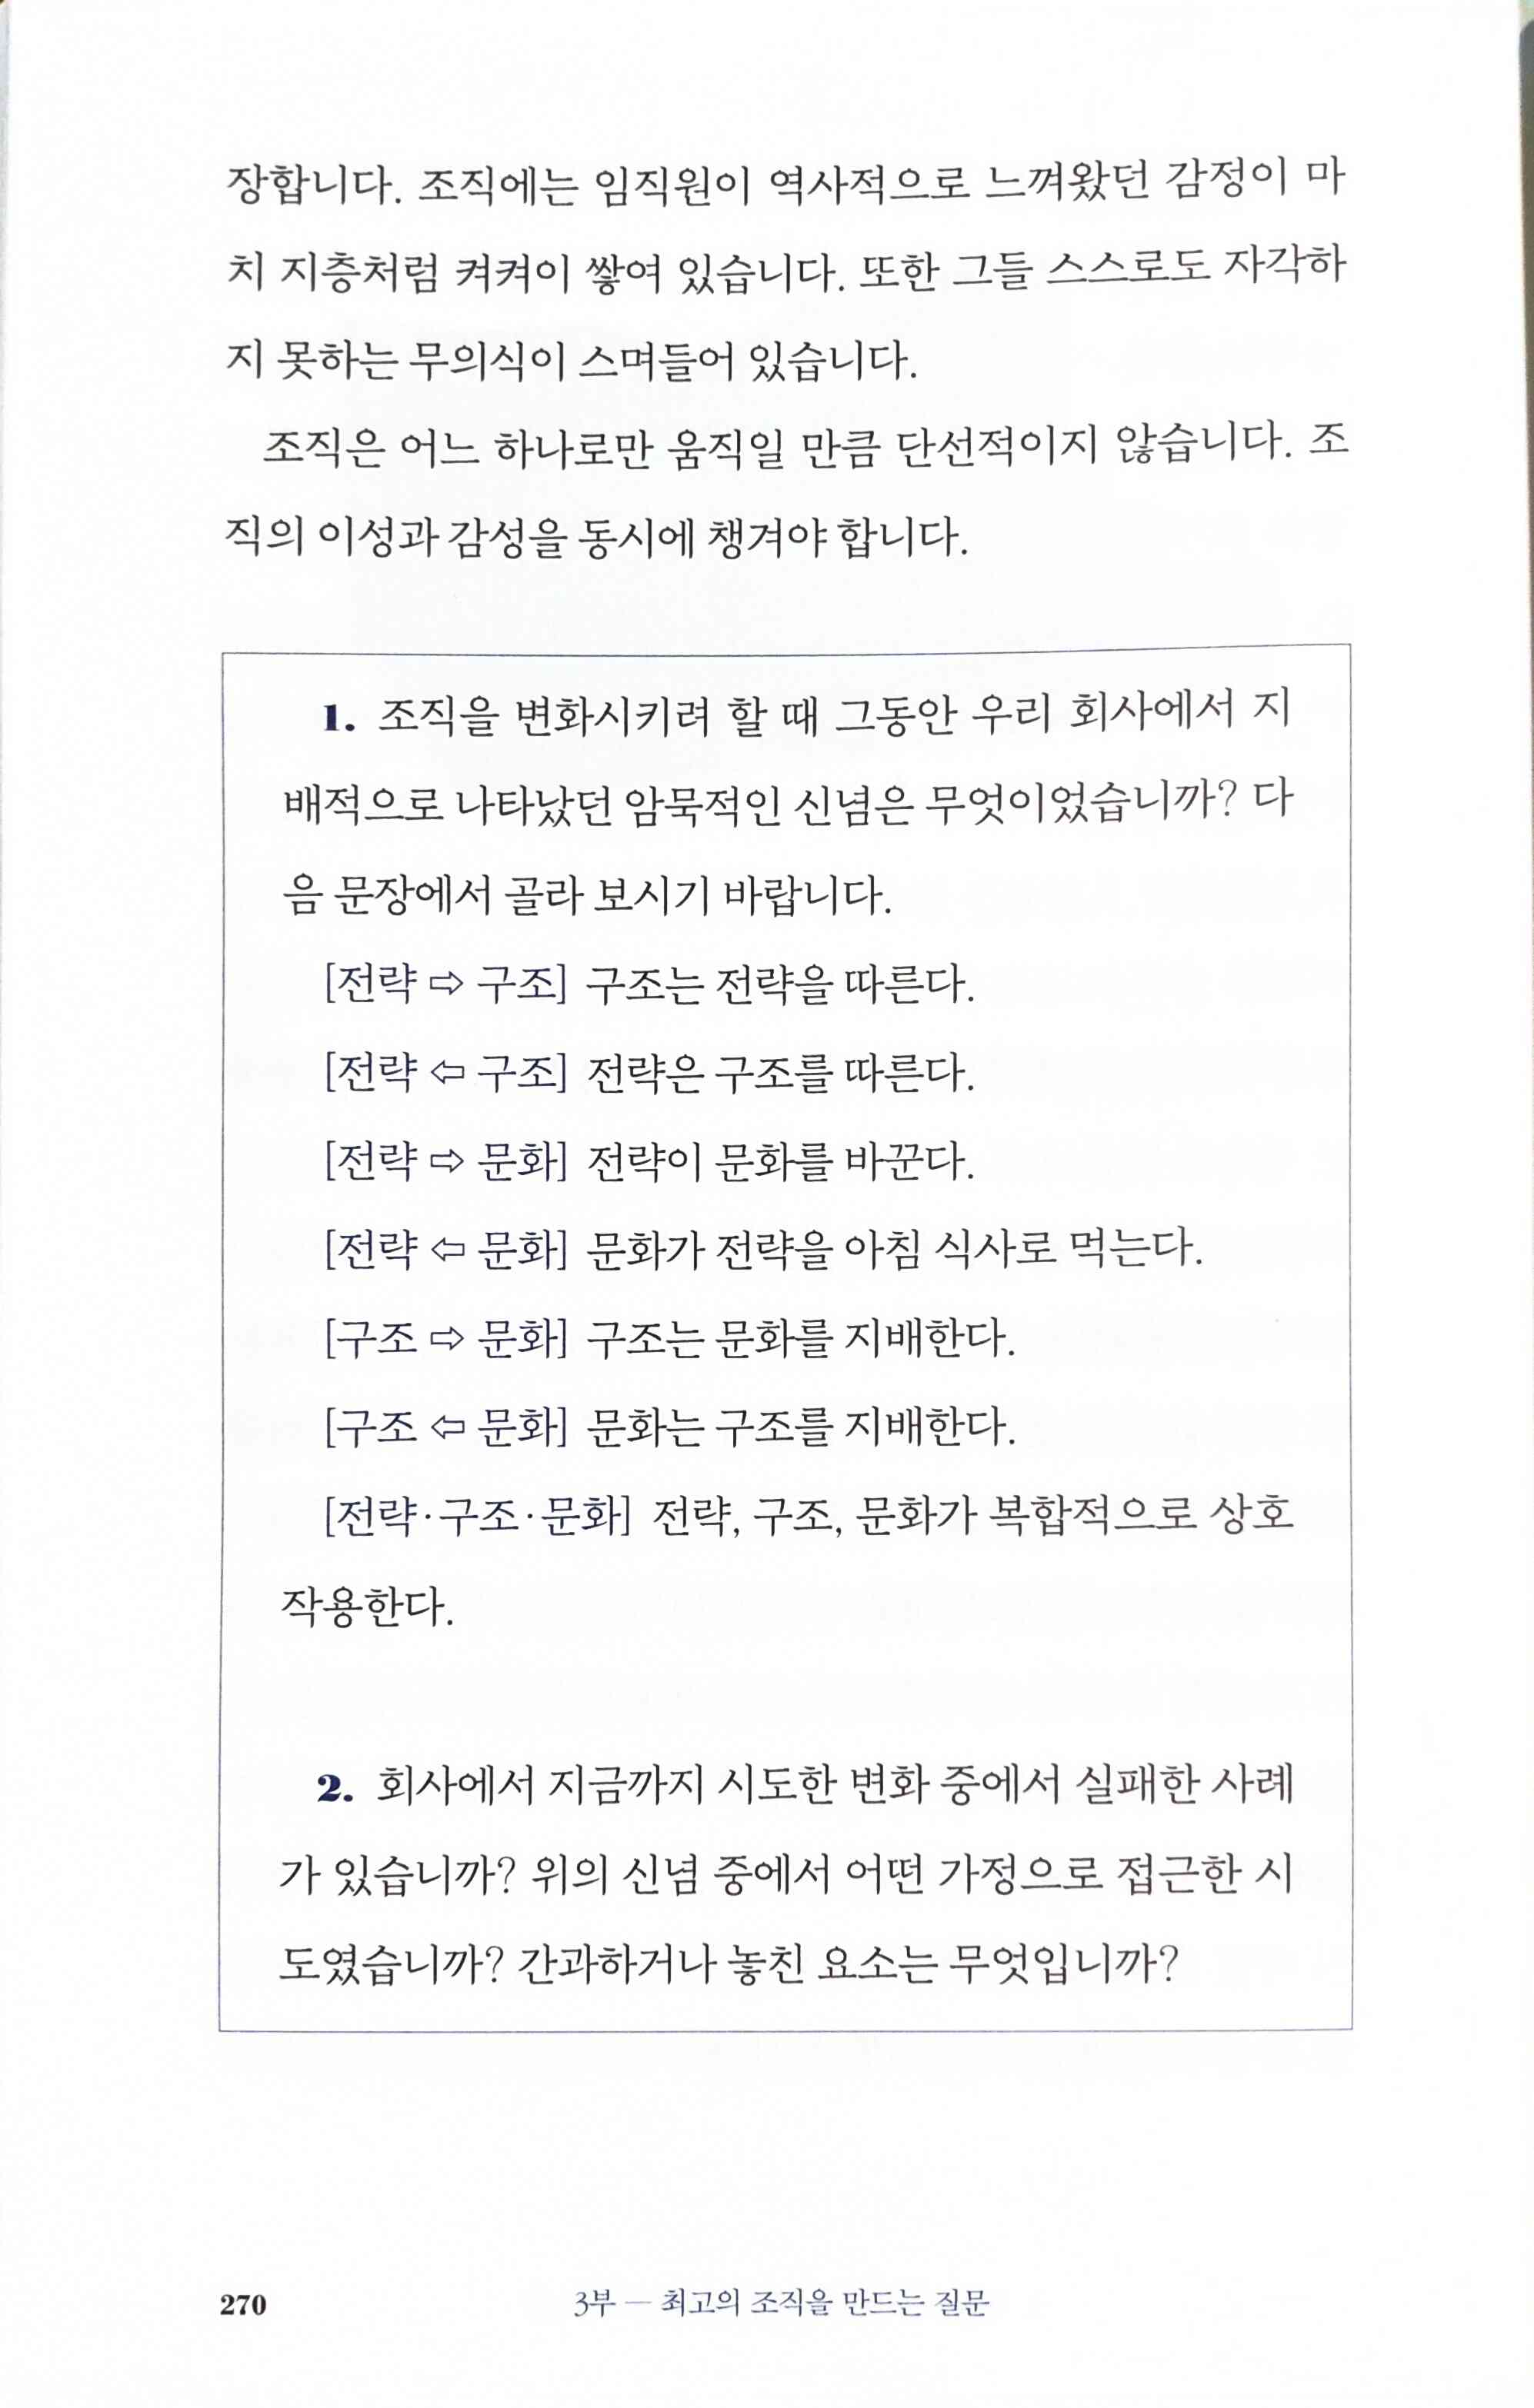 장합니다. 조직에는 임직원이 역사적으로 느껴왔던 감정이 마
치 지층처럼 켜켜이 쌓여 있습니다. 또한 그들 스스로도 자각하
지 못하는 무의식이 스며들어 있습니다.
조직은 어느 하나로만 움직일 만큼 단선적이지 않습니다. 조
직의 이성과 감성을 동시에 챙겨야 합니다.
1. 조직을 변화시키려 할 때 그동안 우리 회사에서 지
배적으로 나타났던 암묵적인 신념은 무엇이었습니까? 다
음 문장에서 골라 보시기 바랍니다.
[전략 ⇨ 구조] 구조는 전략을 따른다.
[전략 ⇦ 구조] 전략은 구조를 따른다.
[전략 ⇨ 문화] 전략이 문화를 바꾼다.
[전략 ⇦ 문화] 문화가 전략을 아침 식사로 먹는다.
[구조 ⇨ 문화] 구조는 문화를 지배한다.
[구조 ⇦ 문화] 문화는 구조를 지배한다.
[전략·구조·문화] 전략, 구조, 문화가 복합적으로 상호
작용한다.
2. 회사에서 지금까지 시도한 변화 중에서 실패한 사례
가 있습니까? 위의 신념 중에서 어떤 가정으로 접근한 시
도였습니까? 간과하거나 놓친 요소는 무엇입니까?
270 3부 — 최고의 조직을 만드는 질문